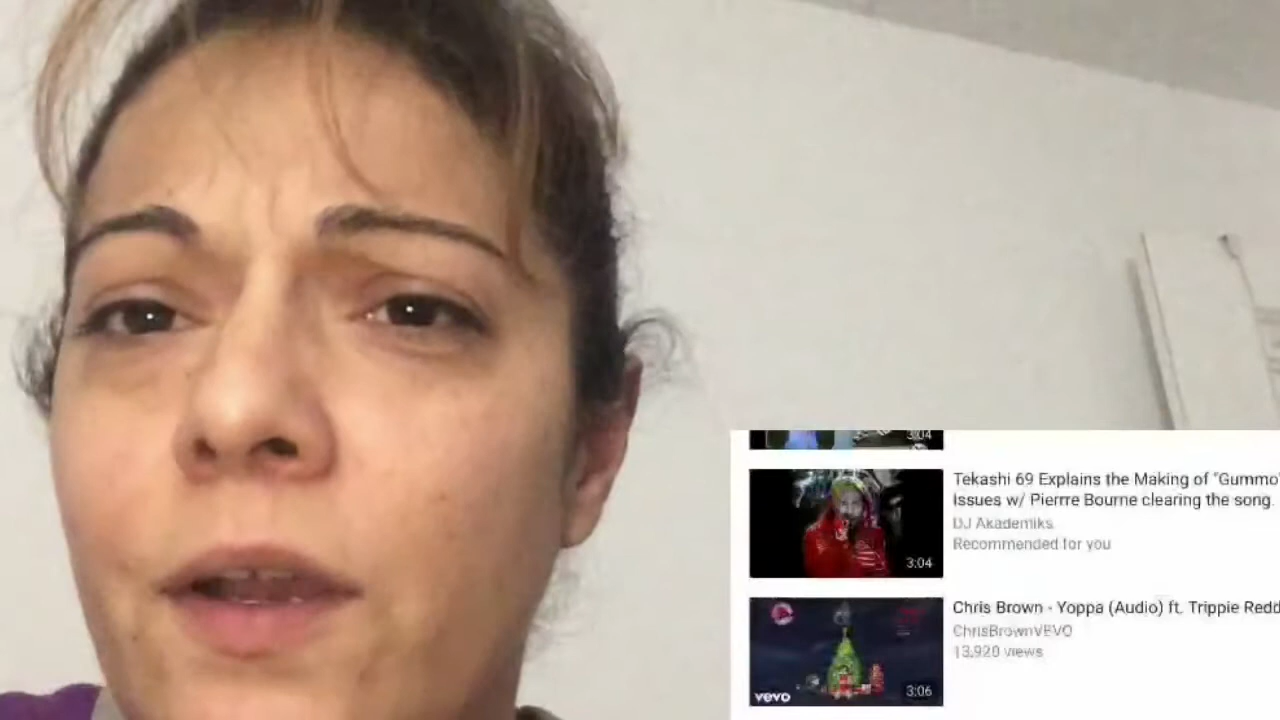 3:04
Tekashi 69 Explains the Making of "Gummo"
Issues w/ Pierrre Bourne clearing the song.
DJ Akademiks
Recommended for you
3:04
Chris Brown - Yoppa (Audio) ft. Trippie Redd
ChrisBrownVEVO
13,920 views
vevo
3:06